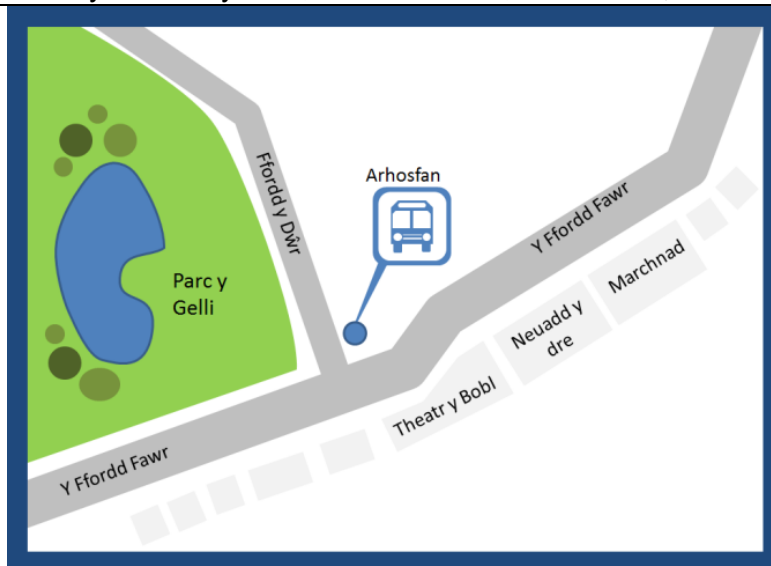 Arhosfan
Ffordd y Dŵr
Y Ffordd Fawr
Parc y
Gelli
Marchnad
Neuadd y
dre
Theatr y Bobl
Y Ffordd Fawr